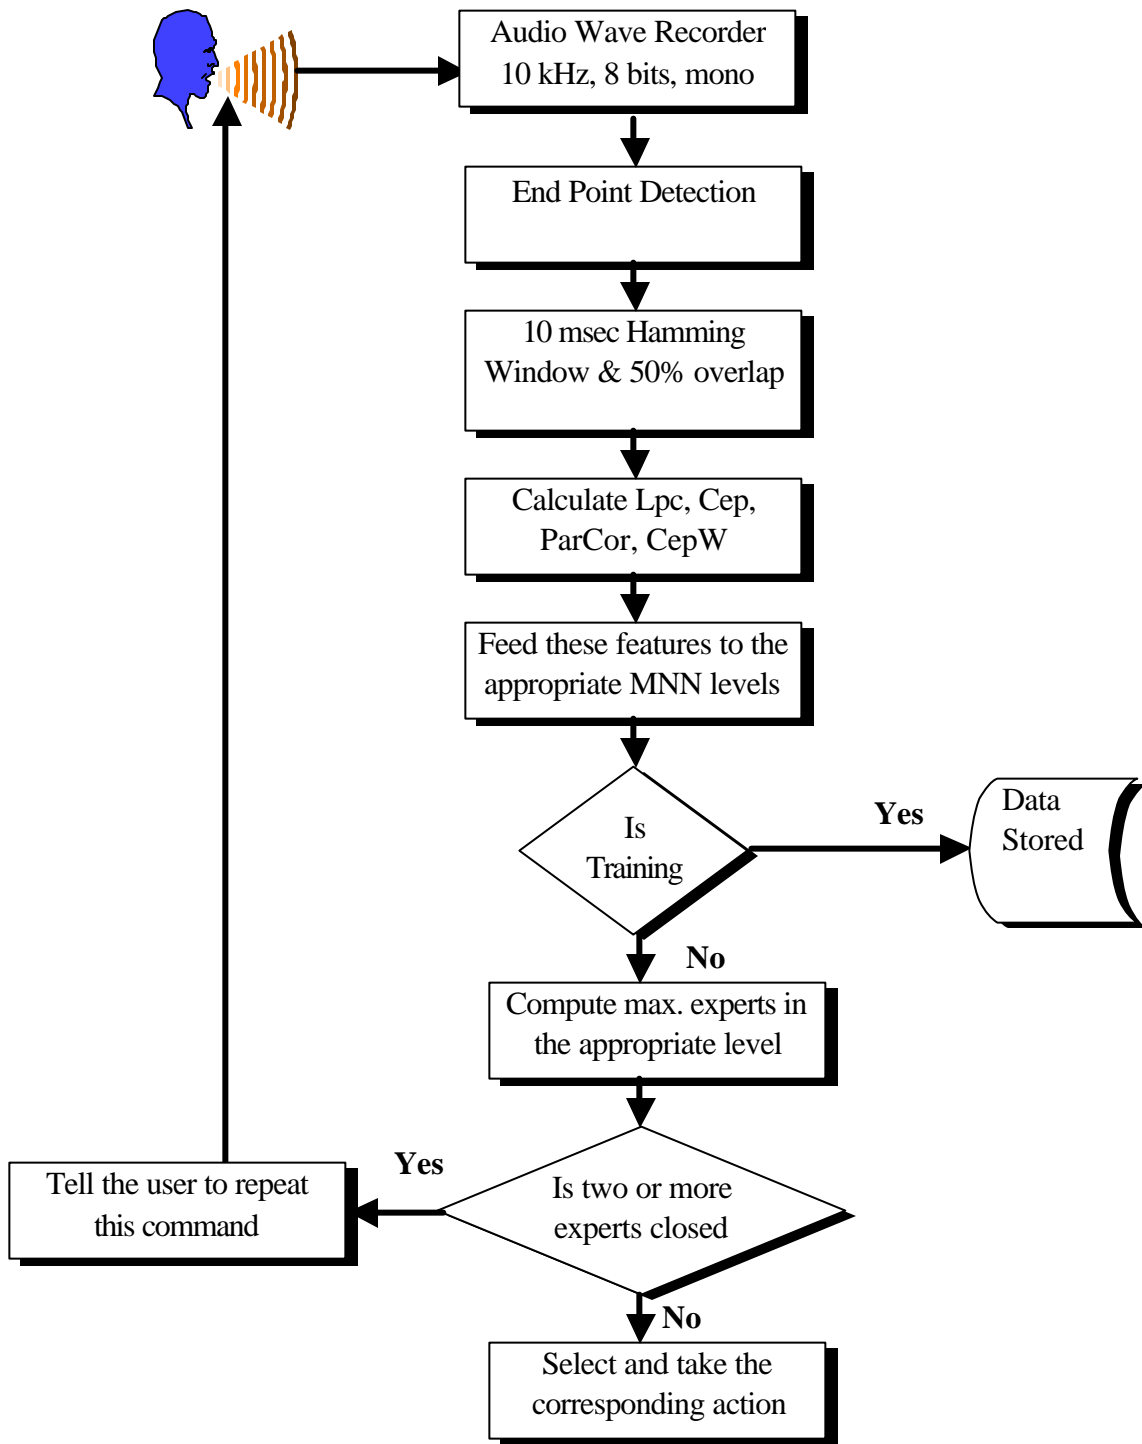 Audio Wave Recorder
10 kHz, 8 bits, mono
End Point Detection
10 msec Hamming
Window & 50% overlap
Calculate Lpc, Cep,
ParCor, CepW
Feed these features to the
appropriate MNN levels
Is
Training
Yes
Data
Stored
No
Compute max. experts in
the appropriate level
Is two or more
experts closed
Yes
Tell the user to repeat
this command
No
Select and take the
corresponding action